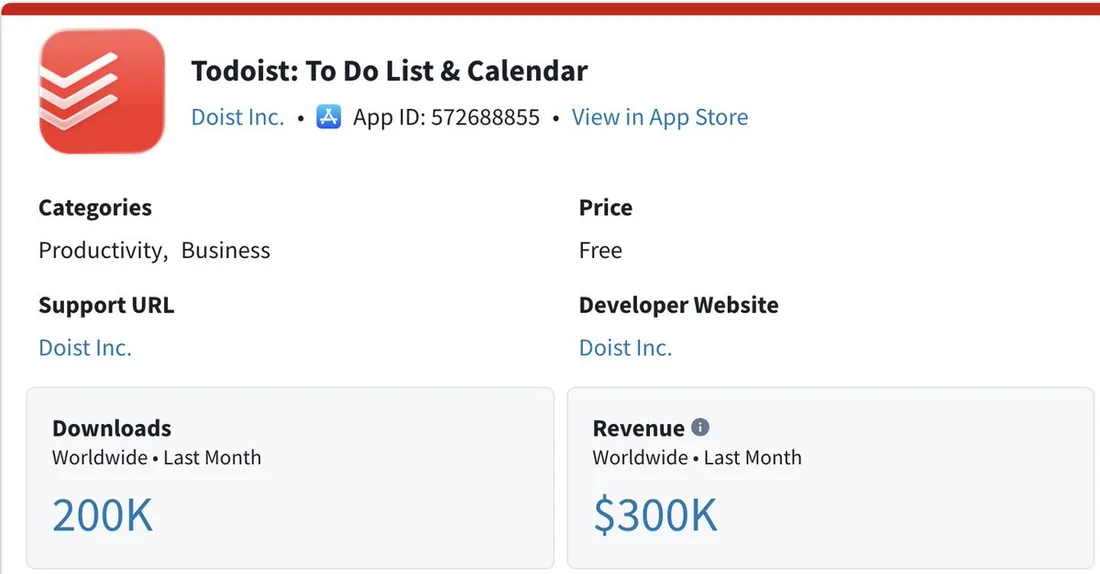 Todoist: To Do List & Calendar
Doist Inc. • App ID: 572688855 • View in App Store
Categories
Productivity, Business
Price
Free
Support URL
Doist Inc.
Developer Website
Doist Inc.
Downloads
Worldwide • Last Month
200K
Revenue
Worldwide • Last Month
$300K